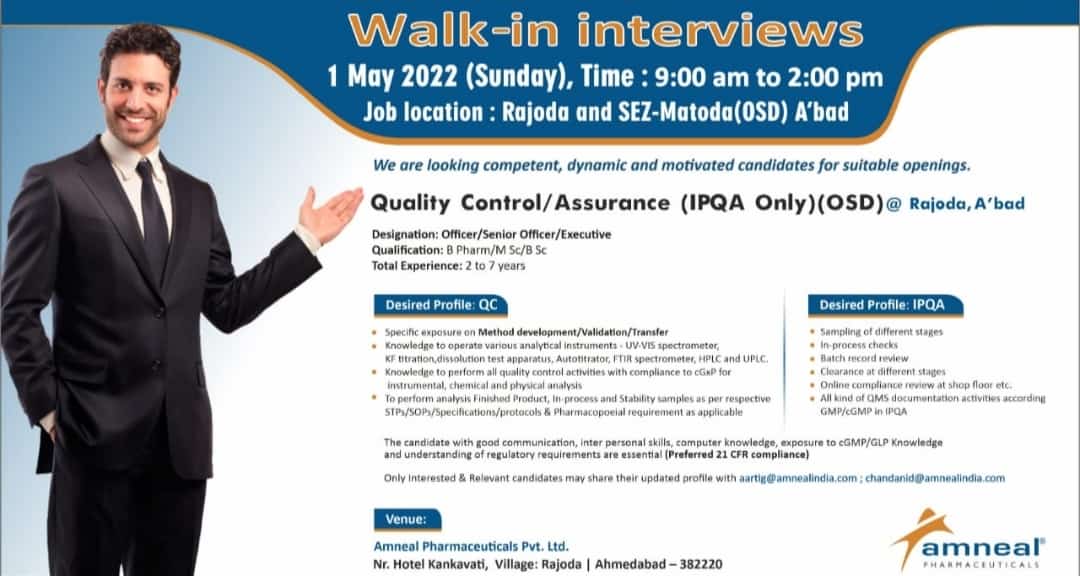 Walk-in interviews
1 May 2022 (Sunday), Time : 9:00 am to 2:00 pm
Job location : Rajoda and SEZ-Matoda(OSD) A'bad
We are looking competent, dynamic and motivated candidates for suitable openings.
Quality Control/Assurance (IPQA Only)(OSD)@ Rajoda, A'bad
Designation: Officer/Senior Officer/Executive
Qualification: B Pharm/M Sc/B Sc
Total Experience: 2 to 7 years
Desired Profile: QC
• Specific exposure on Method development/Validation/Transfer
• Knowledge to operate various analytical instruments - UV-VIS spectrometer,
KF titration,dissolution test apparatus, Autotitrator, FTIR spectrometer, HPLC and UPLC.
• Knowledge to perform all quality control activities with compliance to cGxP for
instrumental, chemical and physical analysis
• To perform analysis Finished Product, In-process and Stability samples as per respective
STPs/SOPs/Specifications/protocols & Pharmacopoeial requirement as applicable
Desired Profile: IPQA
• Sampling of different stages
• In-process checks
• Batch record review
• Clearance at different stages
• Online compliance review at shop floor etc.
• All kind of QMS documentation activities according
GMP/cGMP in IPQA
The candidate with good communication, inter personal skills, computer knowledge, exposure to cGMP/GLP Knowledge
and understanding of regulatory requirements are essential (Preferred 21 CFR compliance)
Only Interested & Relevant candidates may share their updated profile with aartig@amnealindia.com ; chandanid@amnealindia.com
Venue:
Amneal Pharmaceuticals Pvt. Ltd.
Nr. Hotel Kankavati, Village: Rajoda | Ahmedabad – 382220
amneal®
PHARMACEUTICALS